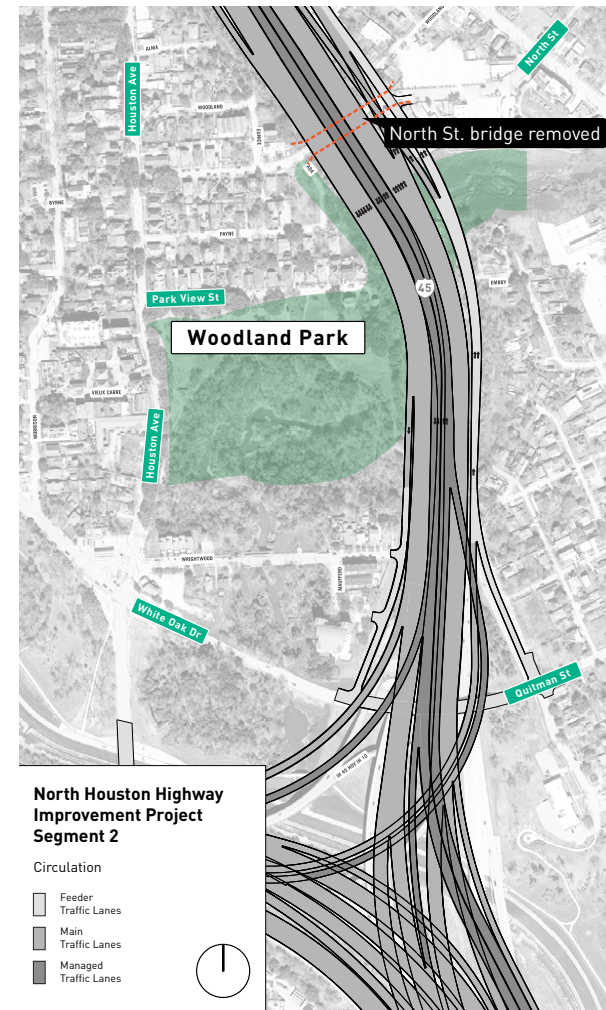 WOODLAND
North St
ALMA
Houston Ave
WOODLAND
EUNICE
North St. bridge removed
BYRNE
PAYNE
45
EMBRY
Park View St
Woodland Park
VIEUX CARRE
MORRISON
Houston Ave
WRIGHTWOOD
White Oak Dr
Quitman St
North Houston Highway
Improvement Project
Segment 2
Circulation
Feeder
Traffic Lanes
Main
Traffic Lanes
Managed
Traffic Lanes